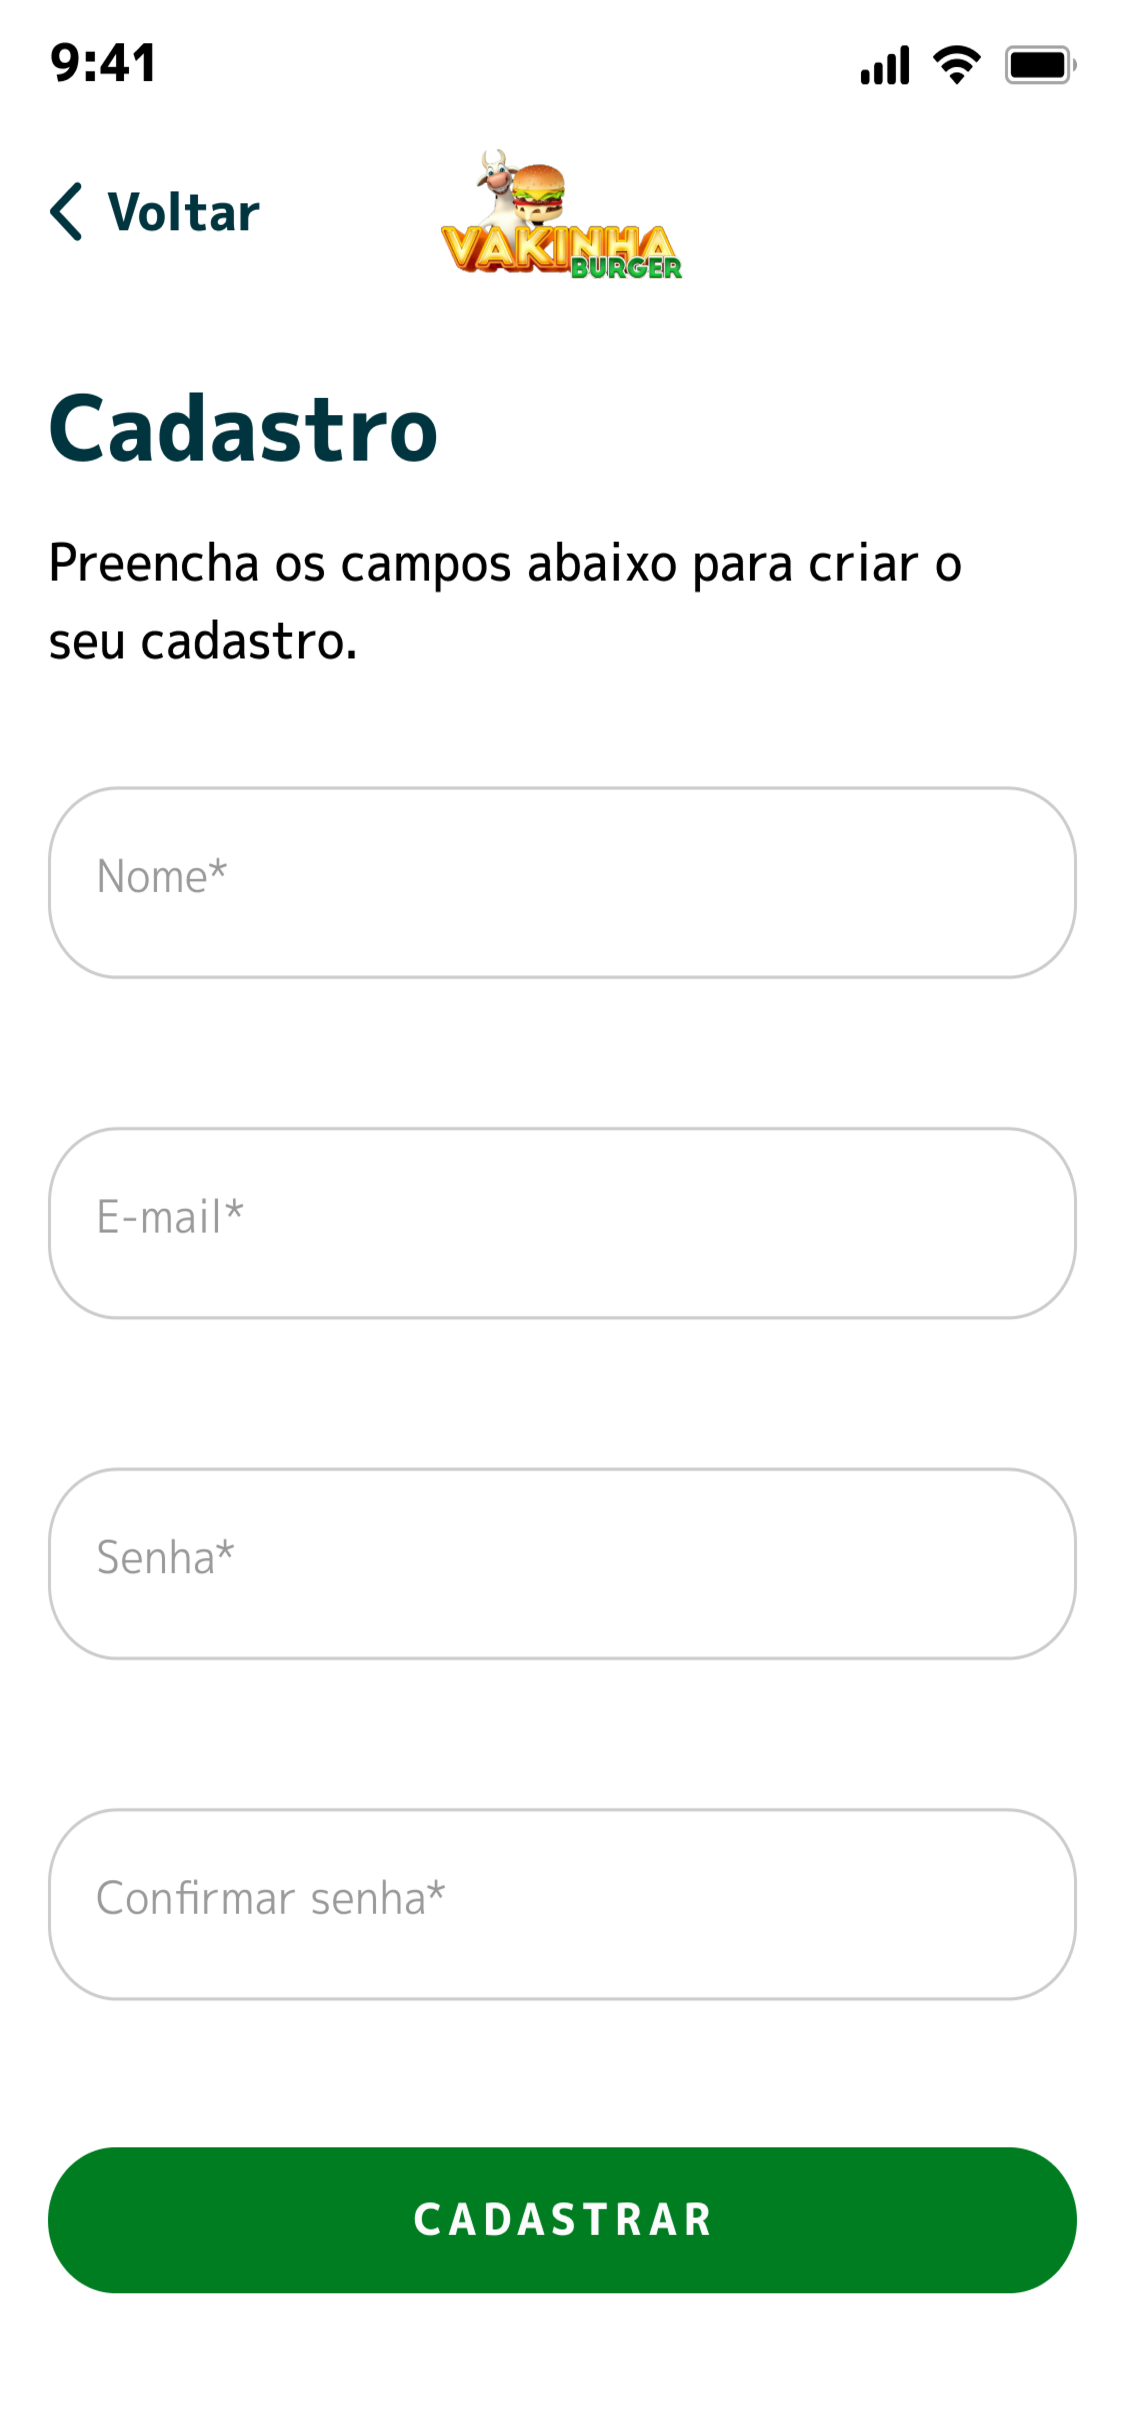 9:41
Voltar
VAKINHA
BURGER
Cadastro
Preencha os campos abaixo para criar o
seu cadastro.
Nome*
E-mail*
Senha*
Confirmar senha*
CADASTRAR